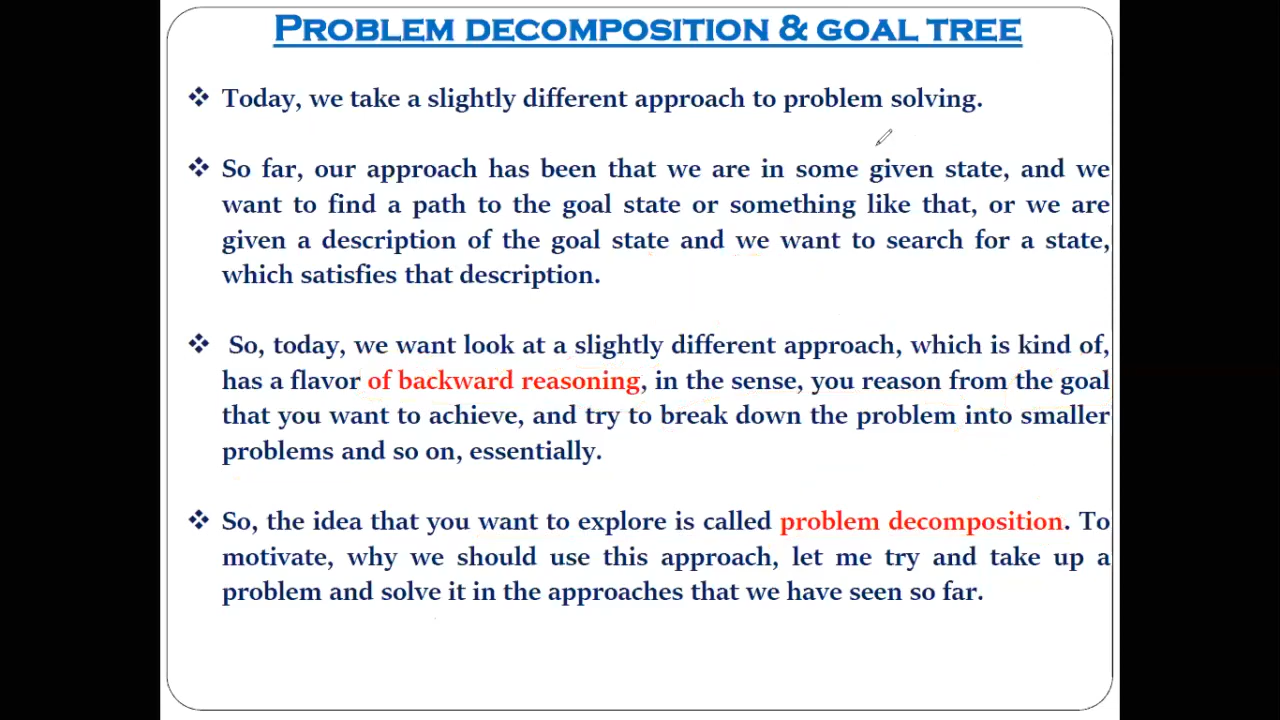 PROBLEM DECOMPOSITION & GOAL TREE
❖ Today, we take a slightly different approach to problem solving.
❖ So far, our approach has been that we are in some given state, and we
want to find a path to the goal state or something like that, or we are
given a description of the goal state and we want to search for a state,
which satisfies that description.
❖ So, today, we want look at a slightly different approach, which is kind of,
has a flavor of backward reasoning, in the sense, you reason from the goal
that you want to achieve, and try to break down the problem into smaller
problems and so on, essentially.
❖ So, the idea that you want to explore is called problem decomposition. To
motivate, why we should use this approach, let me try and take up a
problem and solve it in the approaches that we have seen so far.